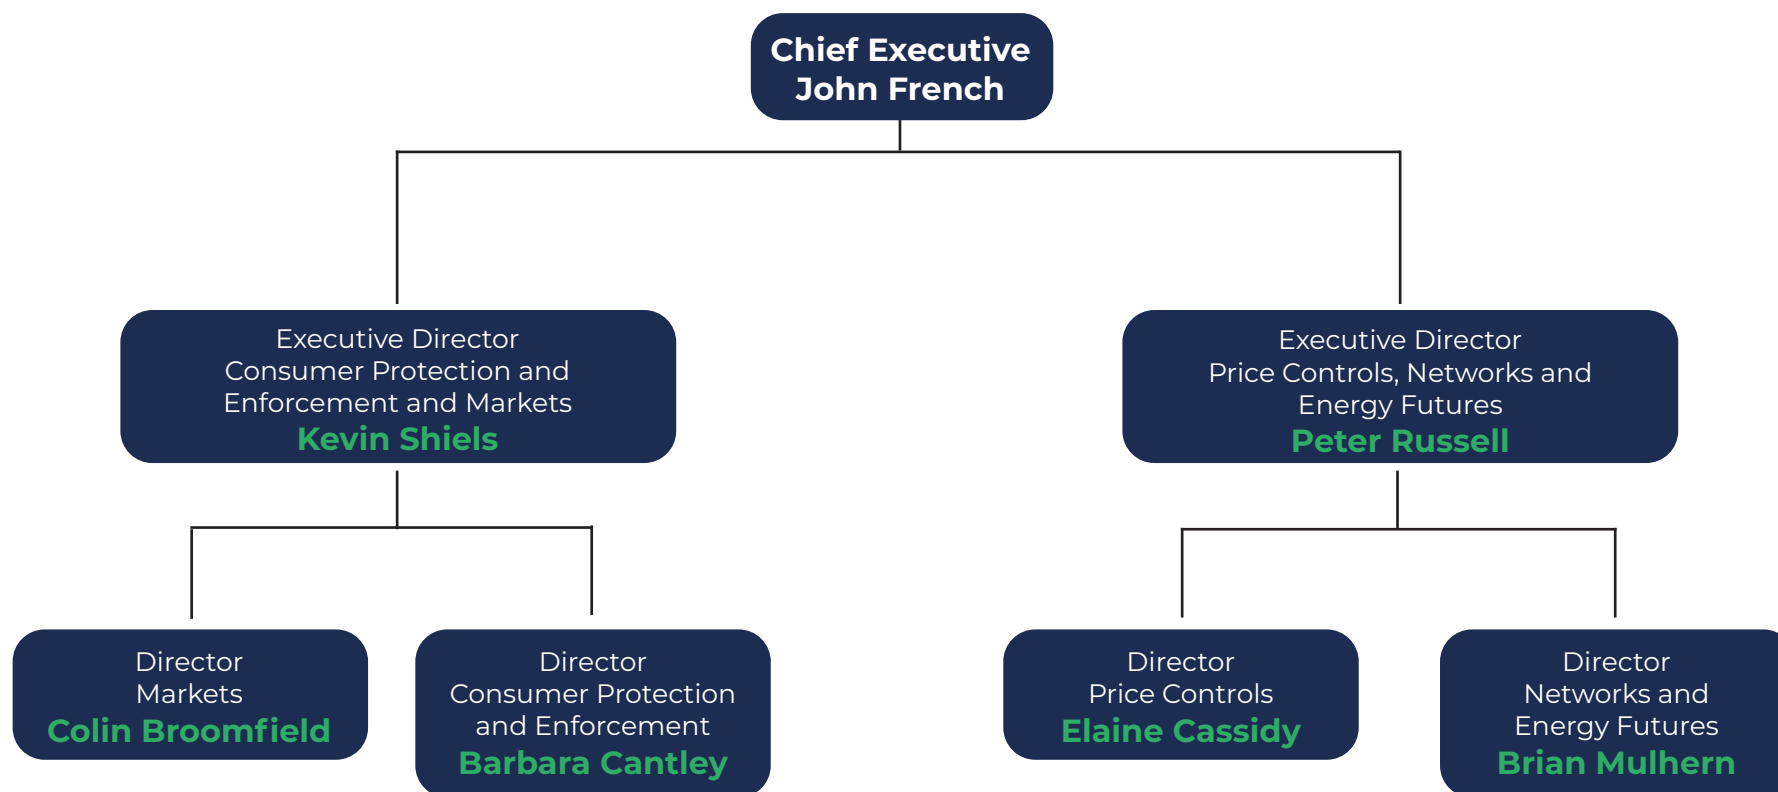 Chief Executive
John French
Executive Director
Consumer Protection and
Enforcement and Markets
Kevin Shiels
Executive Director
Price Controls, Networks and
Energy Futures
Peter Russell
Director
Markets
Colin Broomfield
Director
Consumer Protection
and Enforcement
Barbara Cantley
Director
Price Controls
Elaine Cassidy
Director
Networks and
Energy Futures
Brian Mulhern